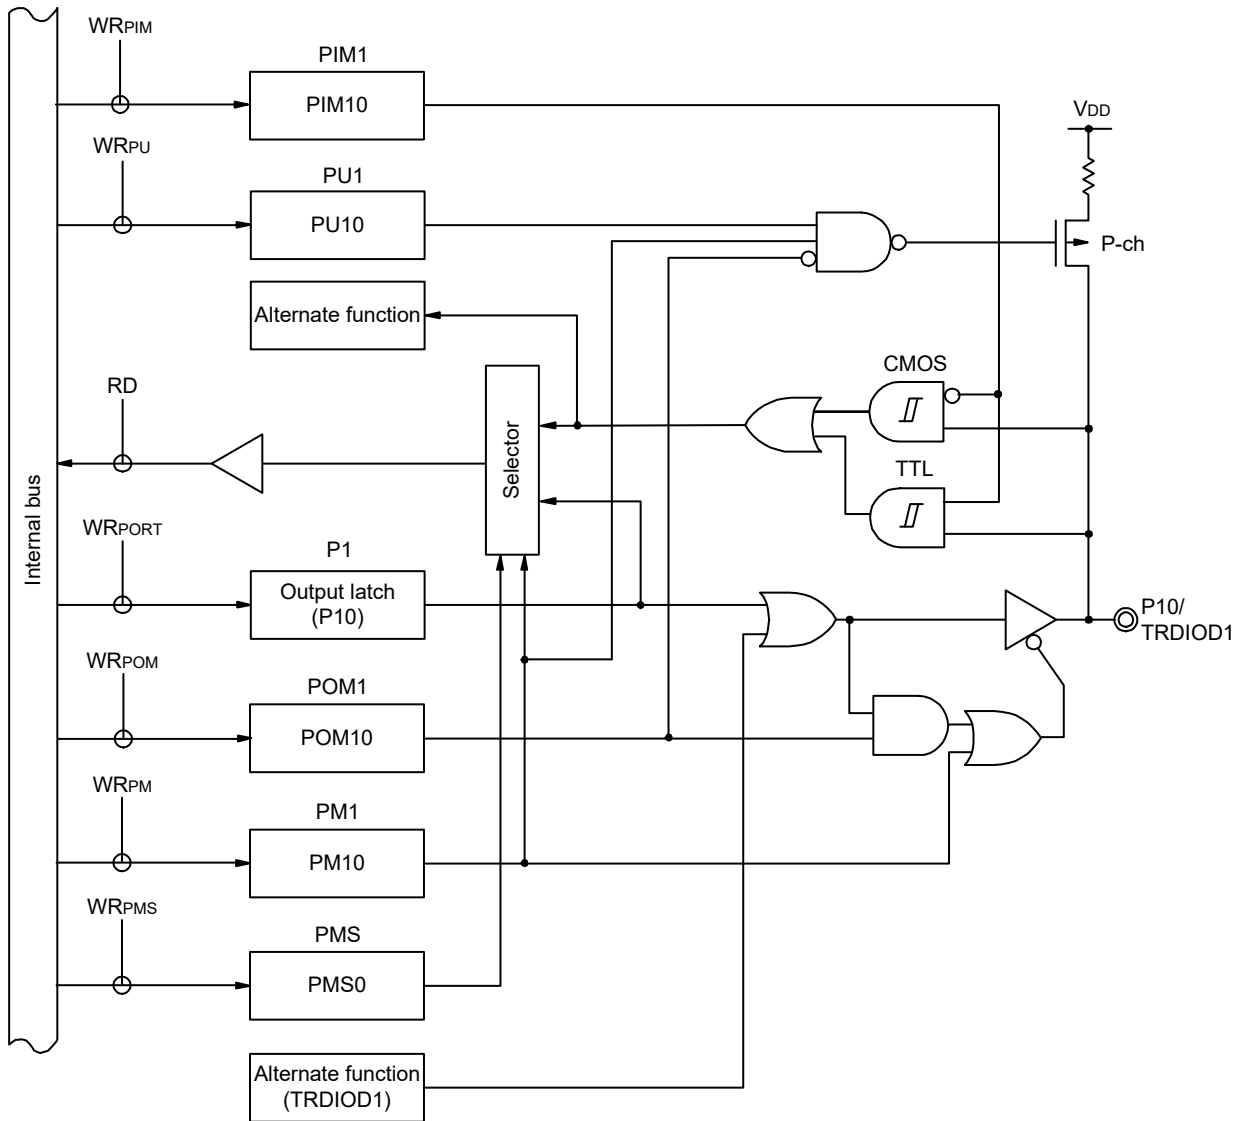 WRPIM
PIM1
PIM10
VDD
WRPU
PU1
PU10
P-ch
Alternate function
CMOS
RD
Selector
TTL
Internal bus
WRPORT
P1
Output latch
(P10)
P10/
TRDIOD1
WRPOM
POM1
POM10
WRPM
PM1
PM10
WRPMS
PMS
PMS0
Alternate function
(TRDIOD1)